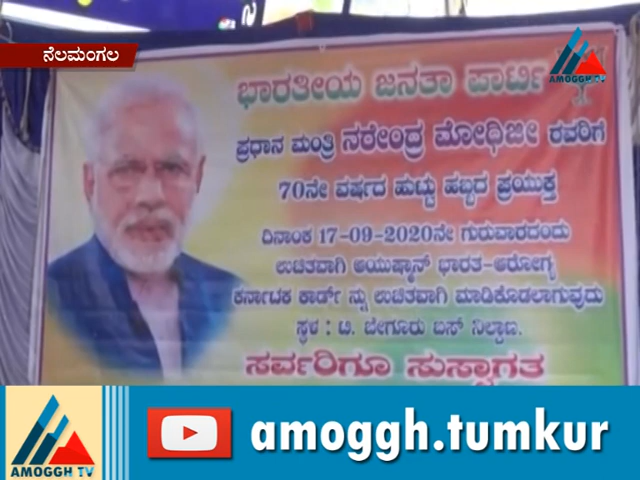 ನೆಲಮಂಗಲ
AMOGGH TV
ಭಾರತೀಯ ಜನತಾ ಪಾರ್ಟಿ
ಪ್ರಧಾನ ಮಂತ್ರಿ ನರೇಂದ್ರ ಮೋಧಿಜೀ ರವರಿಗೆ
70ನೇ ವರ್ಷದ ಹುಟ್ಟು ಹಬ್ಬದ ಪ್ರಯುಕ್ತ
ದಿನಾಂಕ 17-09-2020ನೇ ಗುರುವಾರದಂದು
ಉಚಿತವಾಗಿ ಆಯುಷ್ಮಾನ್ ಭಾರತ-ಆರೋಗ್ಯ
ಕರ್ನಾಟಕ ಕಾರ್ಡ್ ನ್ನು ಉಚಿತವಾಗಿ ಮಾಡಿಕೊಡಲಾಗುವುದು
ಸ್ಥಳ : ಟಿ. ಬೇಗೂರು ಬಸ್ ನಿಲ್ದಾಣ.
ಸರ್ವರಿಗೂ ಸುಸ್ವಾಗತ
AMOGGH TV
amoggh.tumkur